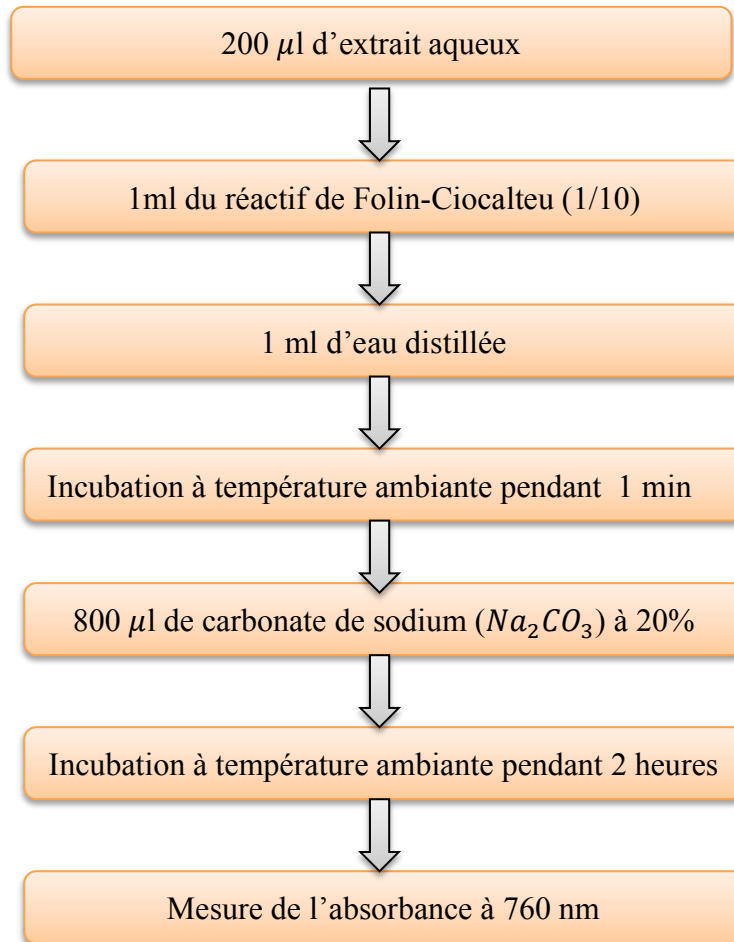 200 𝜇l d’extrait aqueux
1ml du réactif de Folin-Ciocalteu (1/10)
1 ml d’eau distillée
Incubation à température ambiante pendant 1 min
800 𝜇l de carbonate de sodium (𝑁𝑎₂𝐶𝑂₃) à 20%
Incubation à température ambiante pendant 2 heures
Mesure de l’absorbance à 760 nm